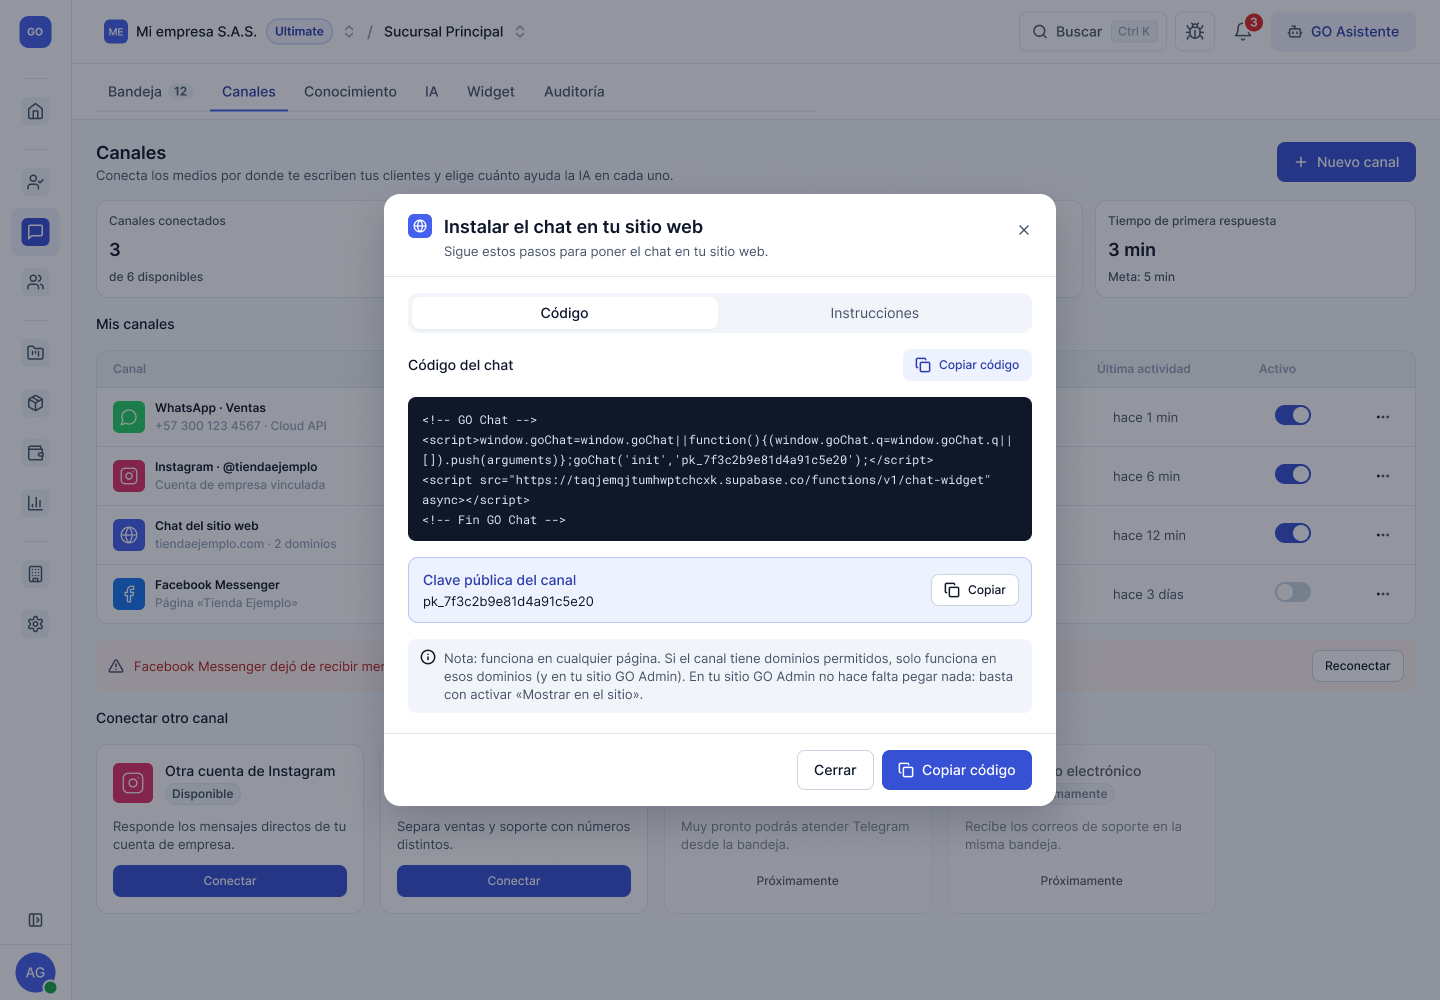 GO
ME Mi empresa S.A.S. Ultimate / Sucursal Principal
Buscar Ctrl K
3
GO Asistente
Bandeja 12 Canales Conocimiento IA Widget Auditoría
Canales
Conecta los medios por donde te escriben tus clientes y elige cuánto ayuda la IA en cada uno.
Nuevo canal
Canales conectados
3
de 6 disponibles
Tiempo de primera respuesta
3 min
Meta: 5 min
Mis canales
Canal Última actividad Activo
WhatsApp · Ventas
+57 300 123 4567 · Cloud API
hace 1 min
Instagram · @tiendaejemplo
Cuenta de empresa vinculada
hace 6 min
Chat del sitio web
tiendaejemplo.com · 2 dominios
hace 12 min
Facebook Messenger
Página «Tienda Ejemplo»
hace 3 días
Facebook Messenger dejó de recibir
Reconectar
Conectar otro canal
Otra cuenta de Instagram
Disponible
Responde los mensajes directos de tu
cuenta de empresa.
Conectar
Separa ventas y soporte con números
distintos.
Conectar
Muy pronto podrás atender Telegram
desde la bandeja.
Próximamente
electrónico
Recibe los correos de soporte en la
misma bandeja.
Próximamente
AG
Instalar el chat en tu sitio web
Sigue estos pasos para poner el chat en tu sitio web.
Código Instrucciones
Código del chat
Copiar código
<!-- GO Chat -->
<script>window.goChat=window.goChat||function(){(window.goChat.q=window.goChat.q||
[]).push(arguments)};goChat('init','pk_7f3c2b9e81d4a91c5e20');</script>
<script src="https://taqjemqjtumhwptchcxk.supabase.co/functions/v1/chat-widget"
async></script>
<!-- Fin GO Chat -->
Clave pública del canal
pk_7f3c2b9e81d4a91c5e20
Copiar
Nota: funciona en cualquier página. Si el canal tiene dominios permitidos, solo funciona en
esos dominios (y en tu sitio GO Admin). En tu sitio GO Admin no hace falta pegar nada: basta
con activar «Mostrar en el sitio».
Cerrar
Copiar código